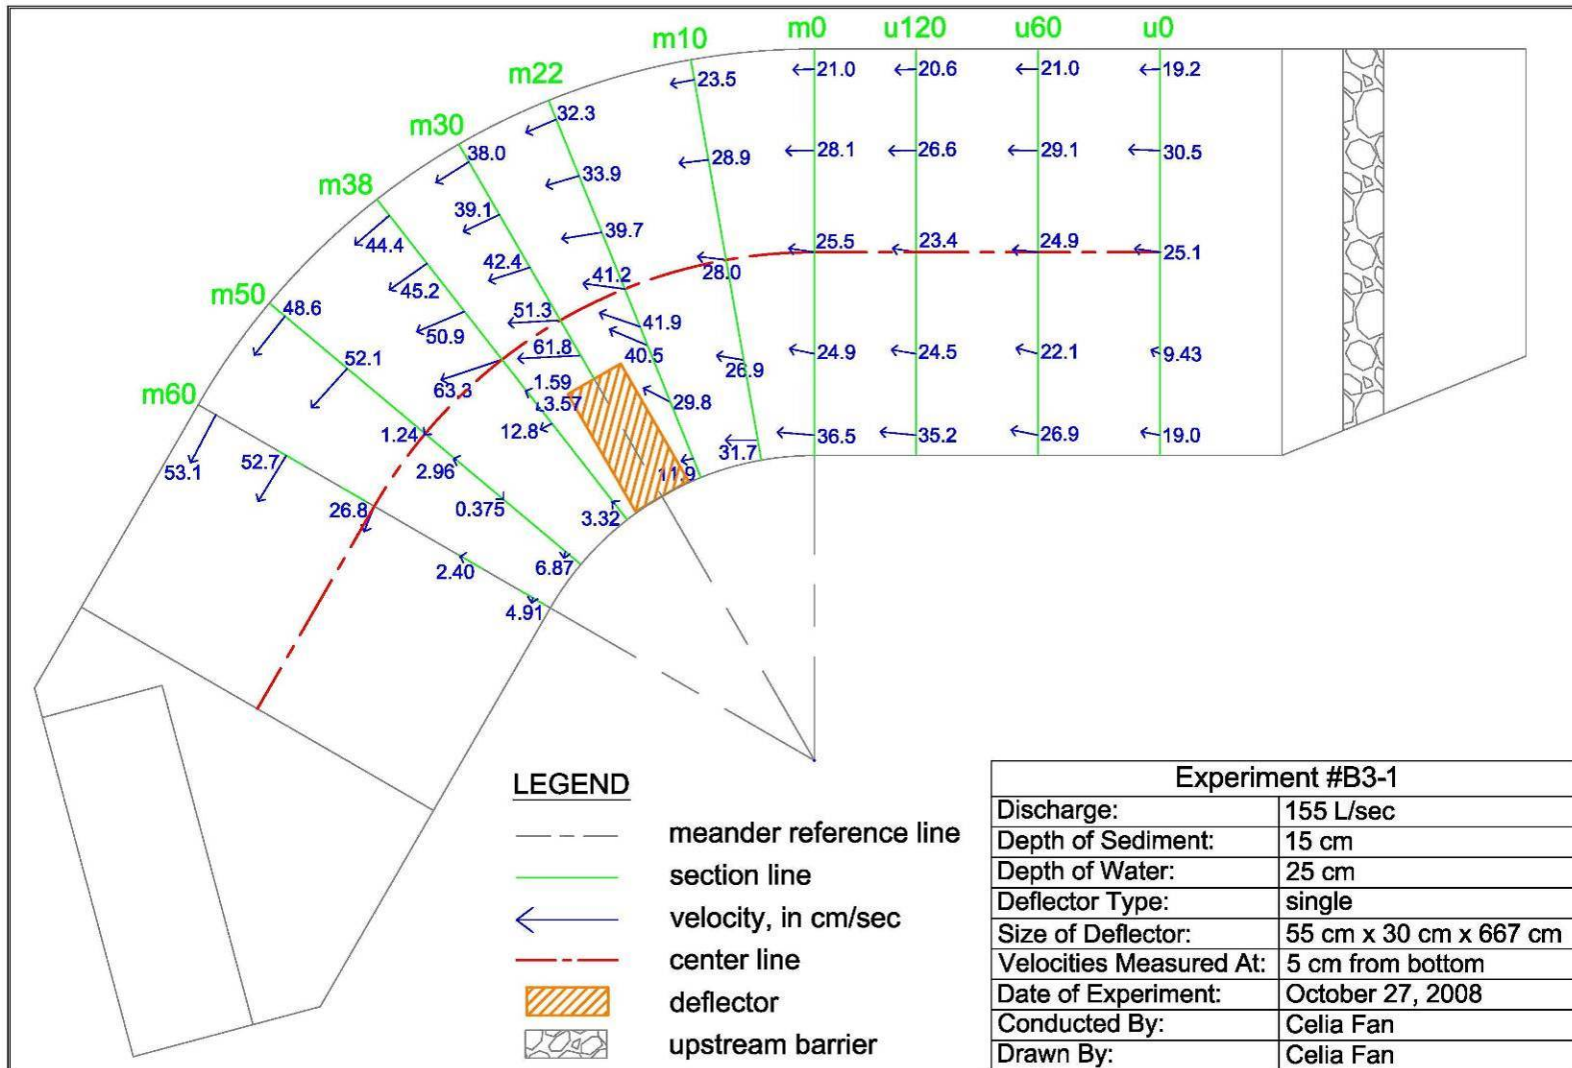 m0 u120 u60 u0
m10
m22
m30
m38
m50
m60
21.0 20.6 21.0 19.2
23.5
32.3
38.0
28.1 26.6 29.1 30.5
28.9
33.9
39.1
44.4
39.7
25.5 23.4 24.9 25.1
42.4
41.2
28.0
45.2
48.6
51.3
41.9
50.9
61.8
40.5
24.9 24.5 22.1 9.43
52.1
26.9
63.3
1.59
3.57
29.8
12.8
1.24
36.5 35.2 26.9 19.0
31.7
52.7
53.1
2.96
11.9
26.8
0.375
3.32
2.40
6.87
4.91
LEGEND
meander reference line
section line
velocity, in cm/sec
center line
deflector
upstream barrier
Experiment #B3-1
Discharge: 155 L/sec
Depth of Sediment: 15 cm
Depth of Water: 25 cm
Deflector Type: single
Size of Deflector: 55 cm x 30 cm x 667 cm
Velocities Measured At: 5 cm from bottom
Date of Experiment: October 27, 2008
Conducted By: Celia Fan
Drawn By: Celia Fan